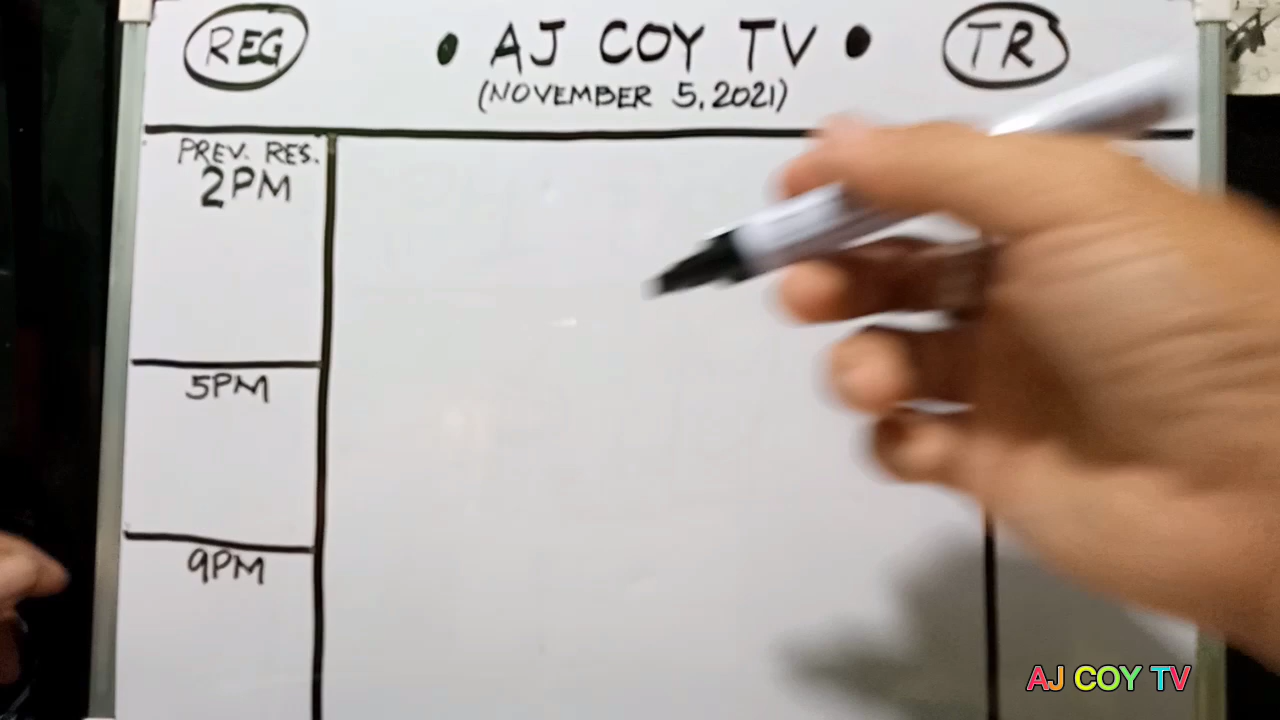 REG
• AJ COY TV •
TR
(NOVEMBER 5, 2021)
PREV. RES.
2PM
5PM
9PM
AJ COY TV